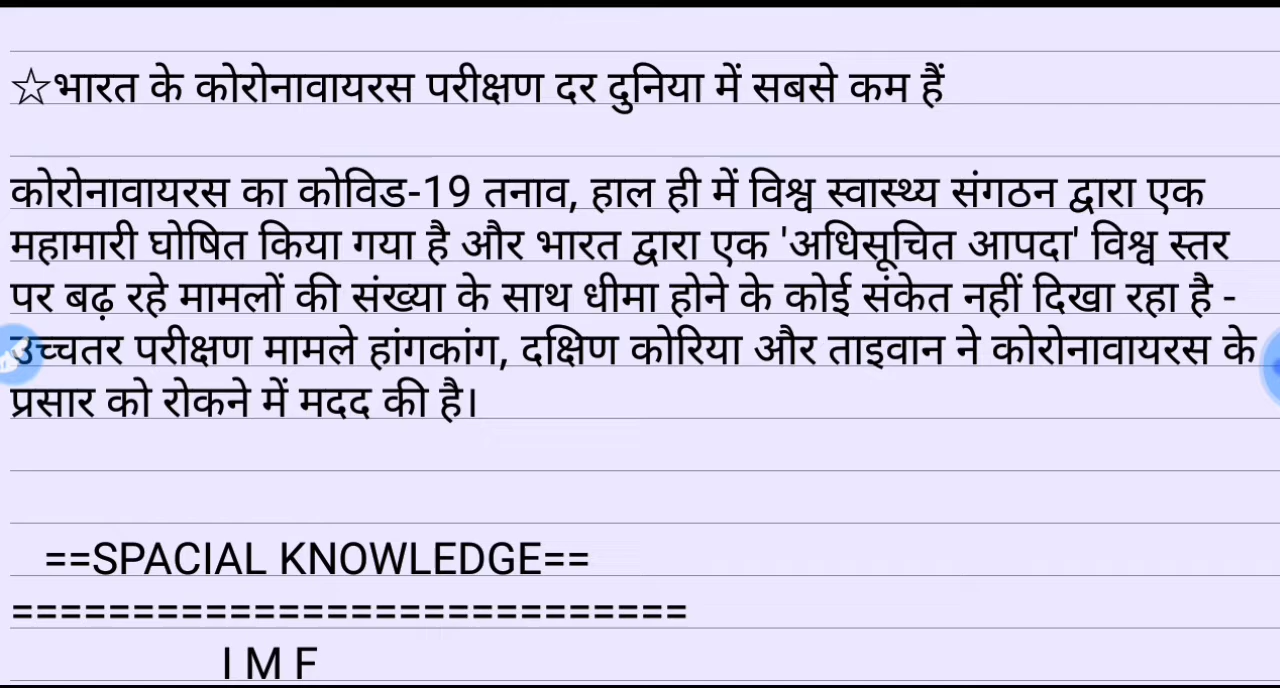 ☆भारत के कोरोनावायरस परीक्षण दर दुनिया में सबसे कम हैं
कोरोनावायरस का कोविड-19 तनाव, हाल ही में विश्व स्वास्थ्य संगठन द्वारा एक
महामारी घोषित किया गया है और भारत द्वारा एक 'अधिसूचित आपदा' विश्व स्तर
पर बढ़ रहे मामलों की संख्या के साथ धीमा होने के कोई संकेत नहीं दिखा रहा है -
उच्चतर परीक्षण मामले हांगकांग, दक्षिण कोरिया और ताइवान ने कोरोनावायरस के
प्रसार को रोकने में मदद की है।
==SPACIAL KNOWLEDGE==
============================
I M F